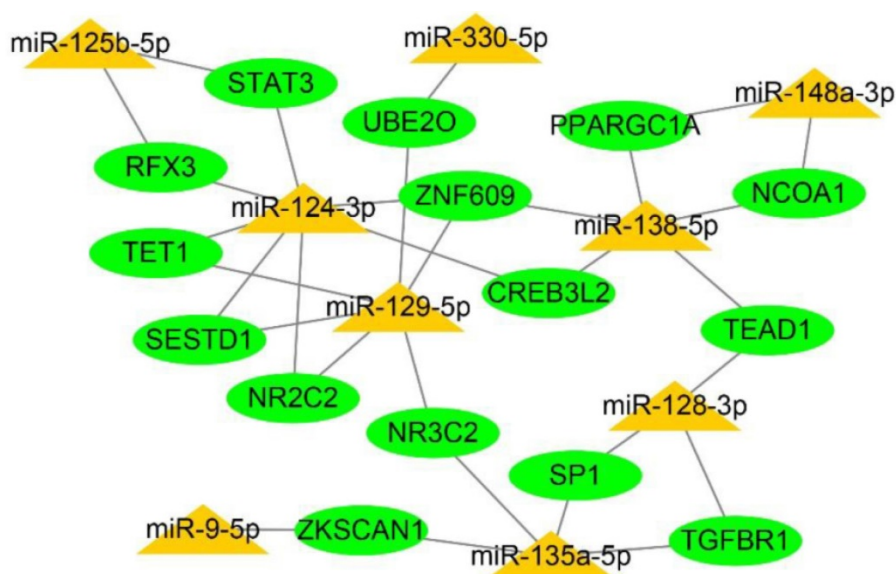 miR-125b-5p
miR-330-5p
STAT3
miR-148a-3p
UBE2O
PPARGC1A
RFX3
NCOA1
ZNF609
miR-124-3p
miR-138-5p
TET1
CREB3L2
miR-129-5p
TEAD1
SESTD1
NR2C2
miR-128-3p
NR3C2
SP1
miR-9-5p
ZKSCAN1
TGFBR1
miR-135a-5p